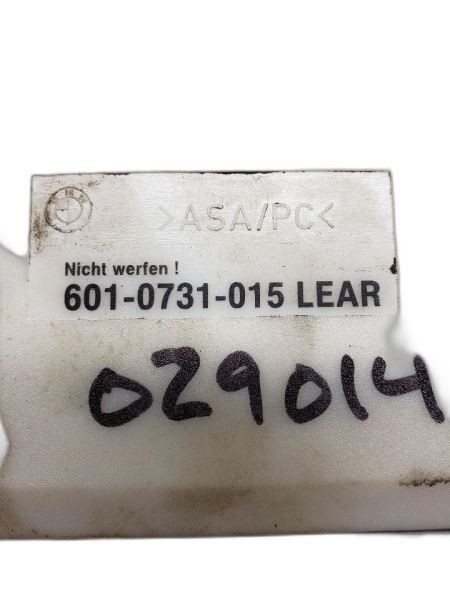 >ASA/PC<
Nicht werfen !
601-0731-015 LEAR
029014